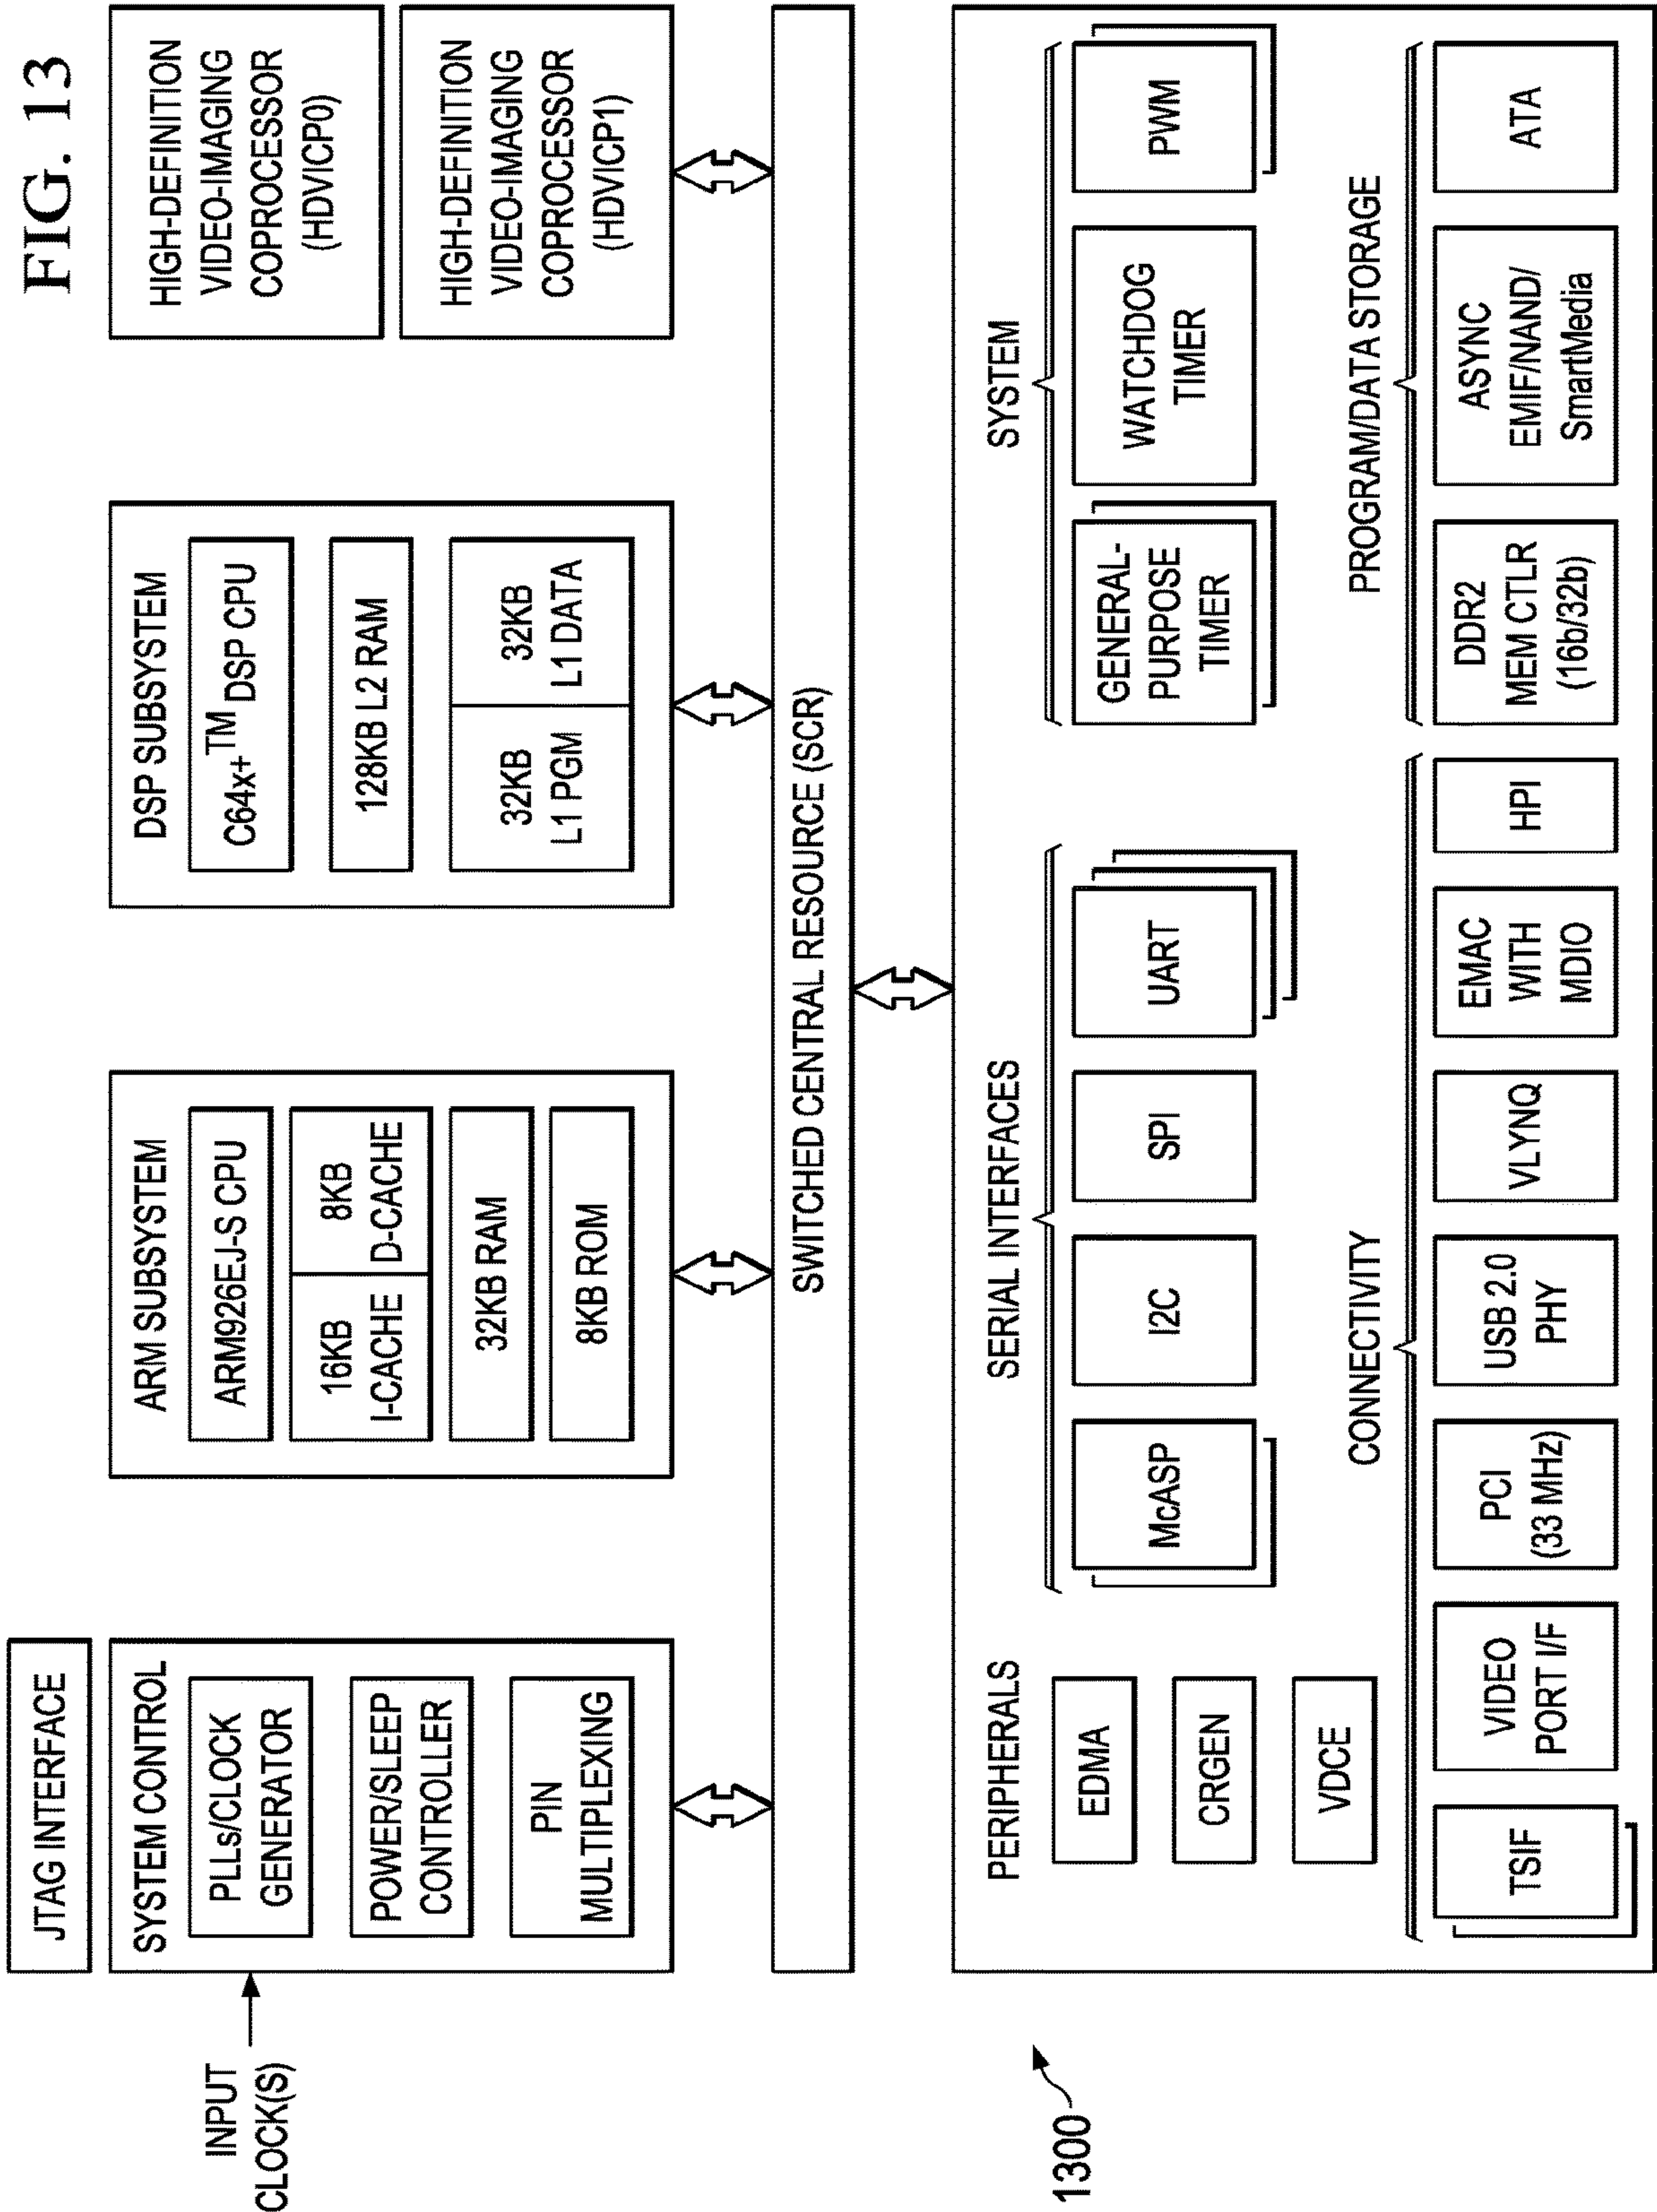 FIG. 13
JTAG INTERFACE
INPUT
CLOCK(S)
SYSTEM CONTROL
PLLs/CLOCK
GENERATOR
POWER/SLEEP
CONTROLLER
PIN
MULTIPLEXING
ARM SUBSYSTEM
ARM926EJ-S CPU
16KB
I-CACHE
8KB
D-CACHE
32KB RAM
8KB ROM
DSP SUBSYSTEM
C64x+TM DSP CPU
128KB L2 RAM
32KB
L1 PGM
32KB
L1 DATA
HIGH-DEFINITION
VIDEO-IMAGING
COPROCESSOR
(HDVICP0)
HIGH-DEFINITION
VIDEO-IMAGING
COPROCESSOR
(HDVICP1)
SWITCHED CENTRAL RESOURCE (SCR)
1300
PERIPHERALS
EDMA
CRGEN
VDCE
SERIAL INTERFACES
McASP
I2C
SPI
UART
SYSTEM
GENERAL-
PURPOSE
TIMER
WATCHDOG
TIMER
PWM
CONNECTIVITY
TSIF
VIDEO
PORT I/F
PCI
(33 MHz)
USB 2.0
PHY
VLYNQ
EMAC
WITH
MDIO
HPI
PROGRAM/DATA STORAGE
DDR2
MEM CTLR
(16b/32b)
ASYNC
EMIF/NAND/
SmartMedia
ATA